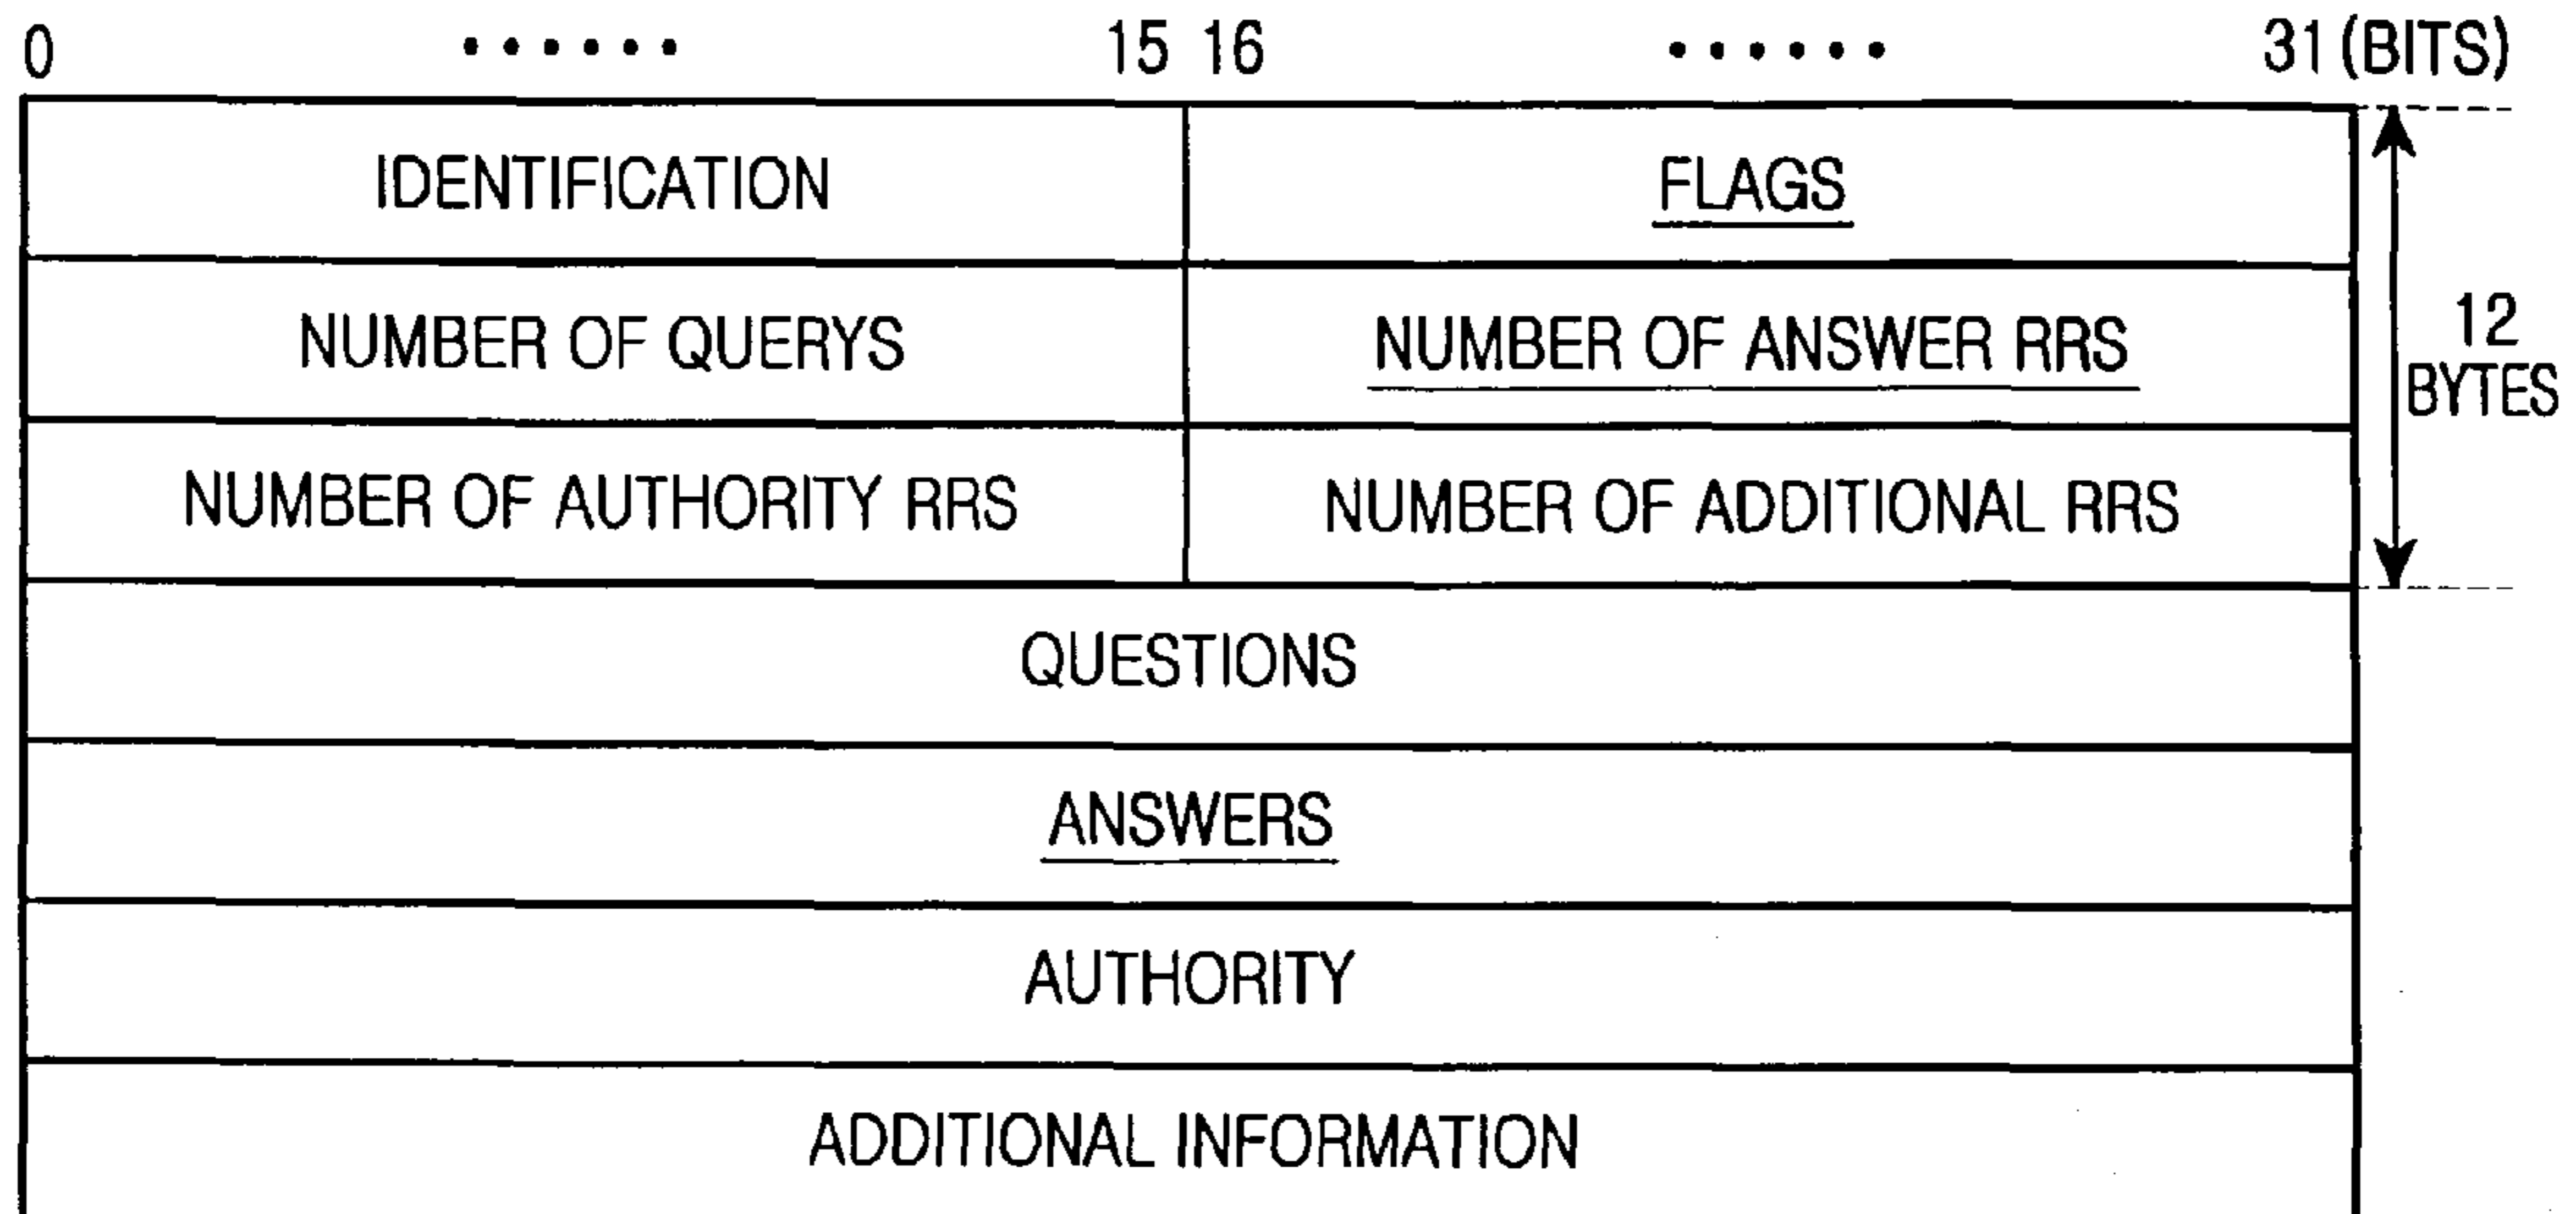 0 ...... 15 16 ...... 31 (BITS)
IDENTIFICATION FLAGS
NUMBER OF QUERYS NUMBER OF ANSWER RRS
12
BYTES
NUMBER OF AUTHORITY RRS NUMBER OF ADDITIONAL RRS
QUESTIONS
ANSWERS
AUTHORITY
ADDITIONAL INFORMATION